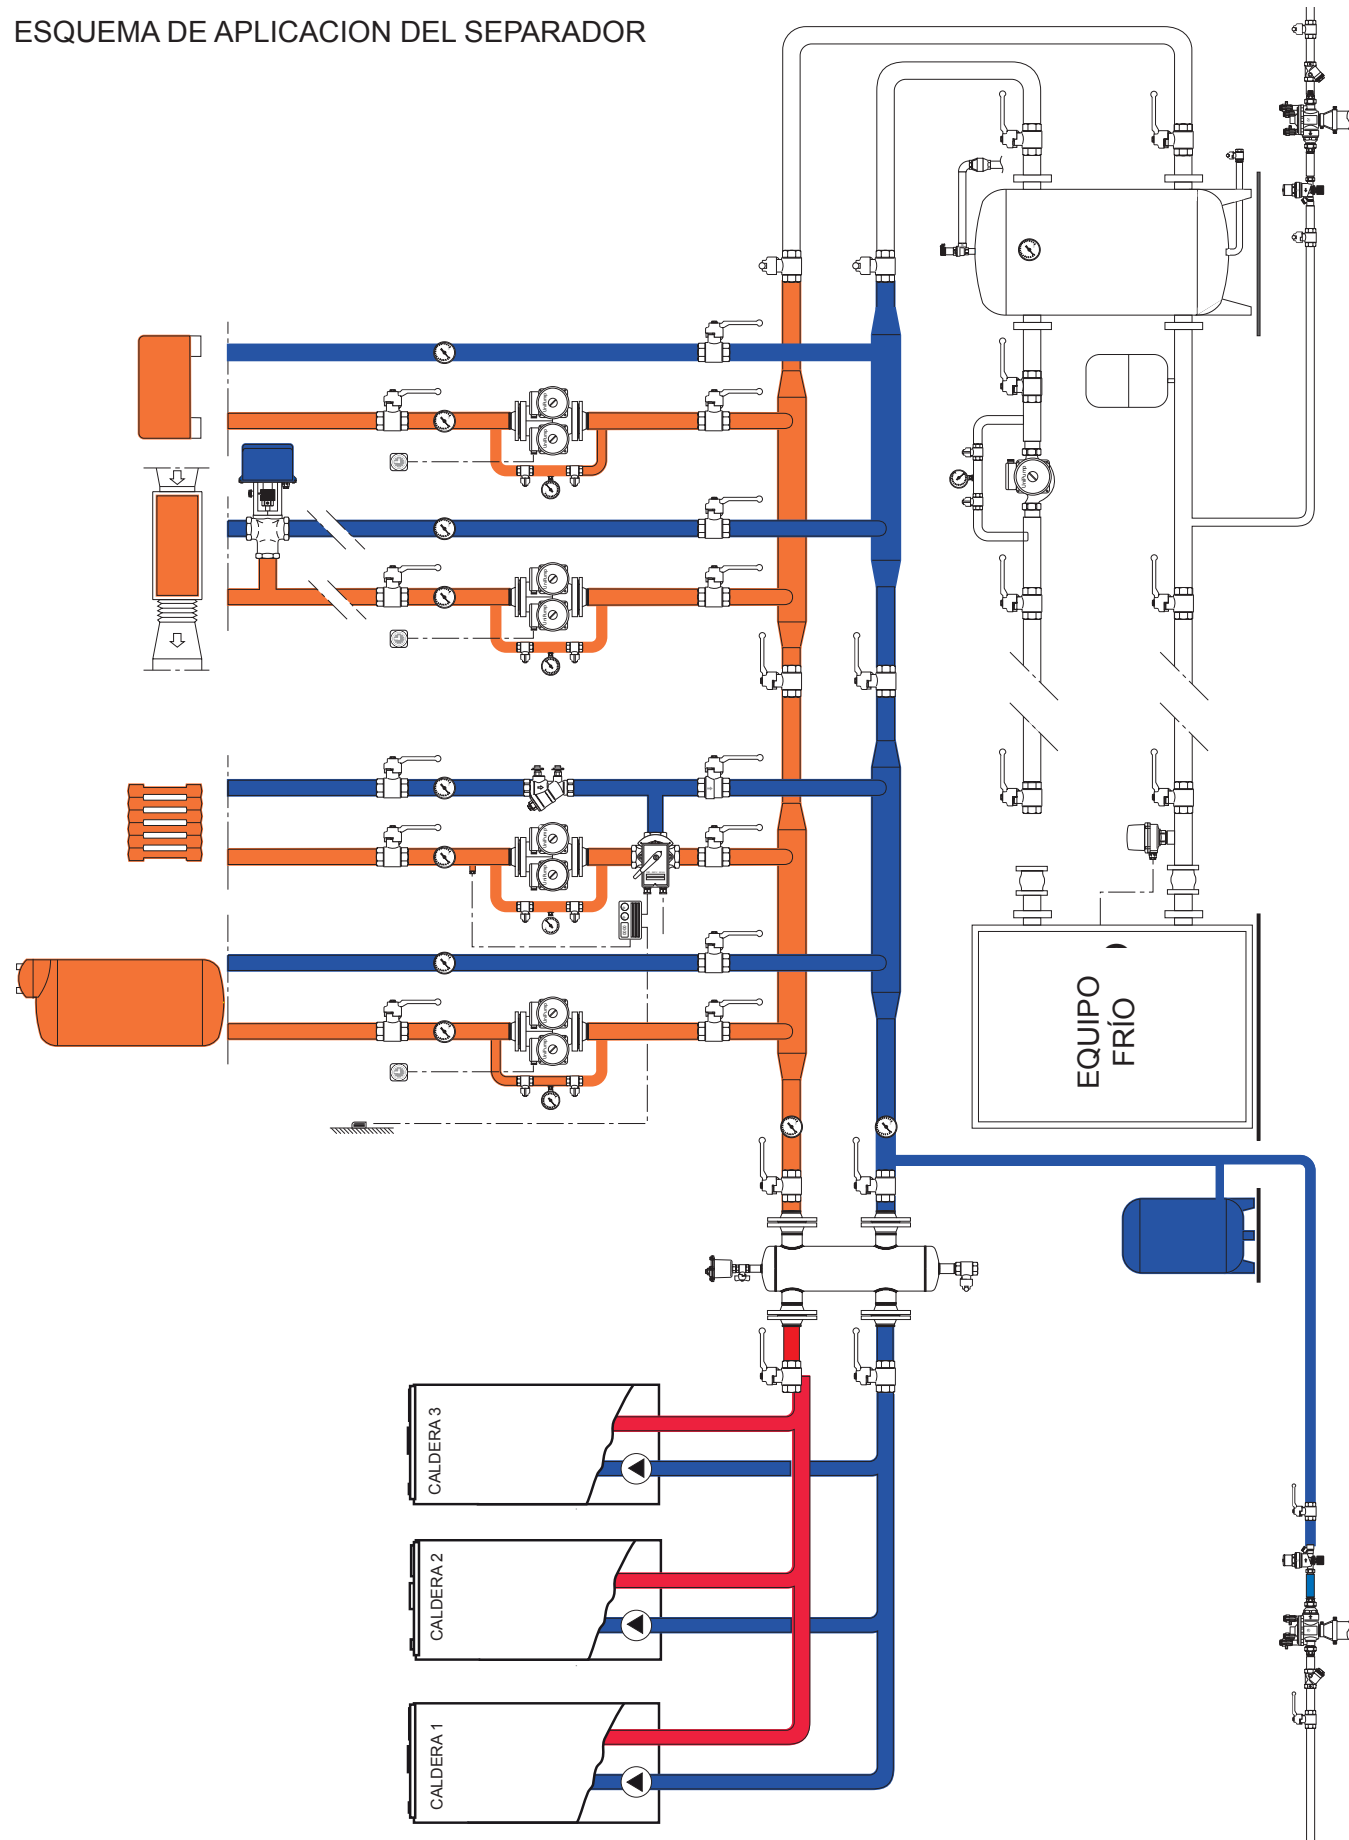 ESQUEMA DE APLICACION DEL SEPARADOR
EQUIPO
FRÍO
CALDERA 3
CALDERA 2
CALDERA 1